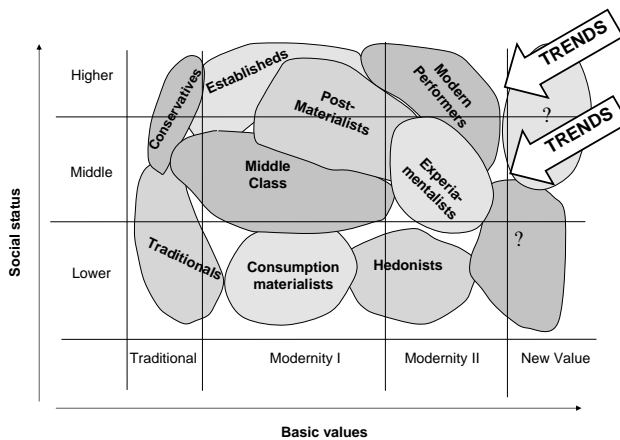 Higher
Middle
Lower
Social status
Conservatives
Establisheds
Post-
Materialists
Modern
Performers
TRENDS
?
TRENDS
Middle
Class
Experia-
mentalists
Traditionals
Consumption
materialists
Hedonists
?
Traditional
Modernity I
Modernity II
New Value
Basic values